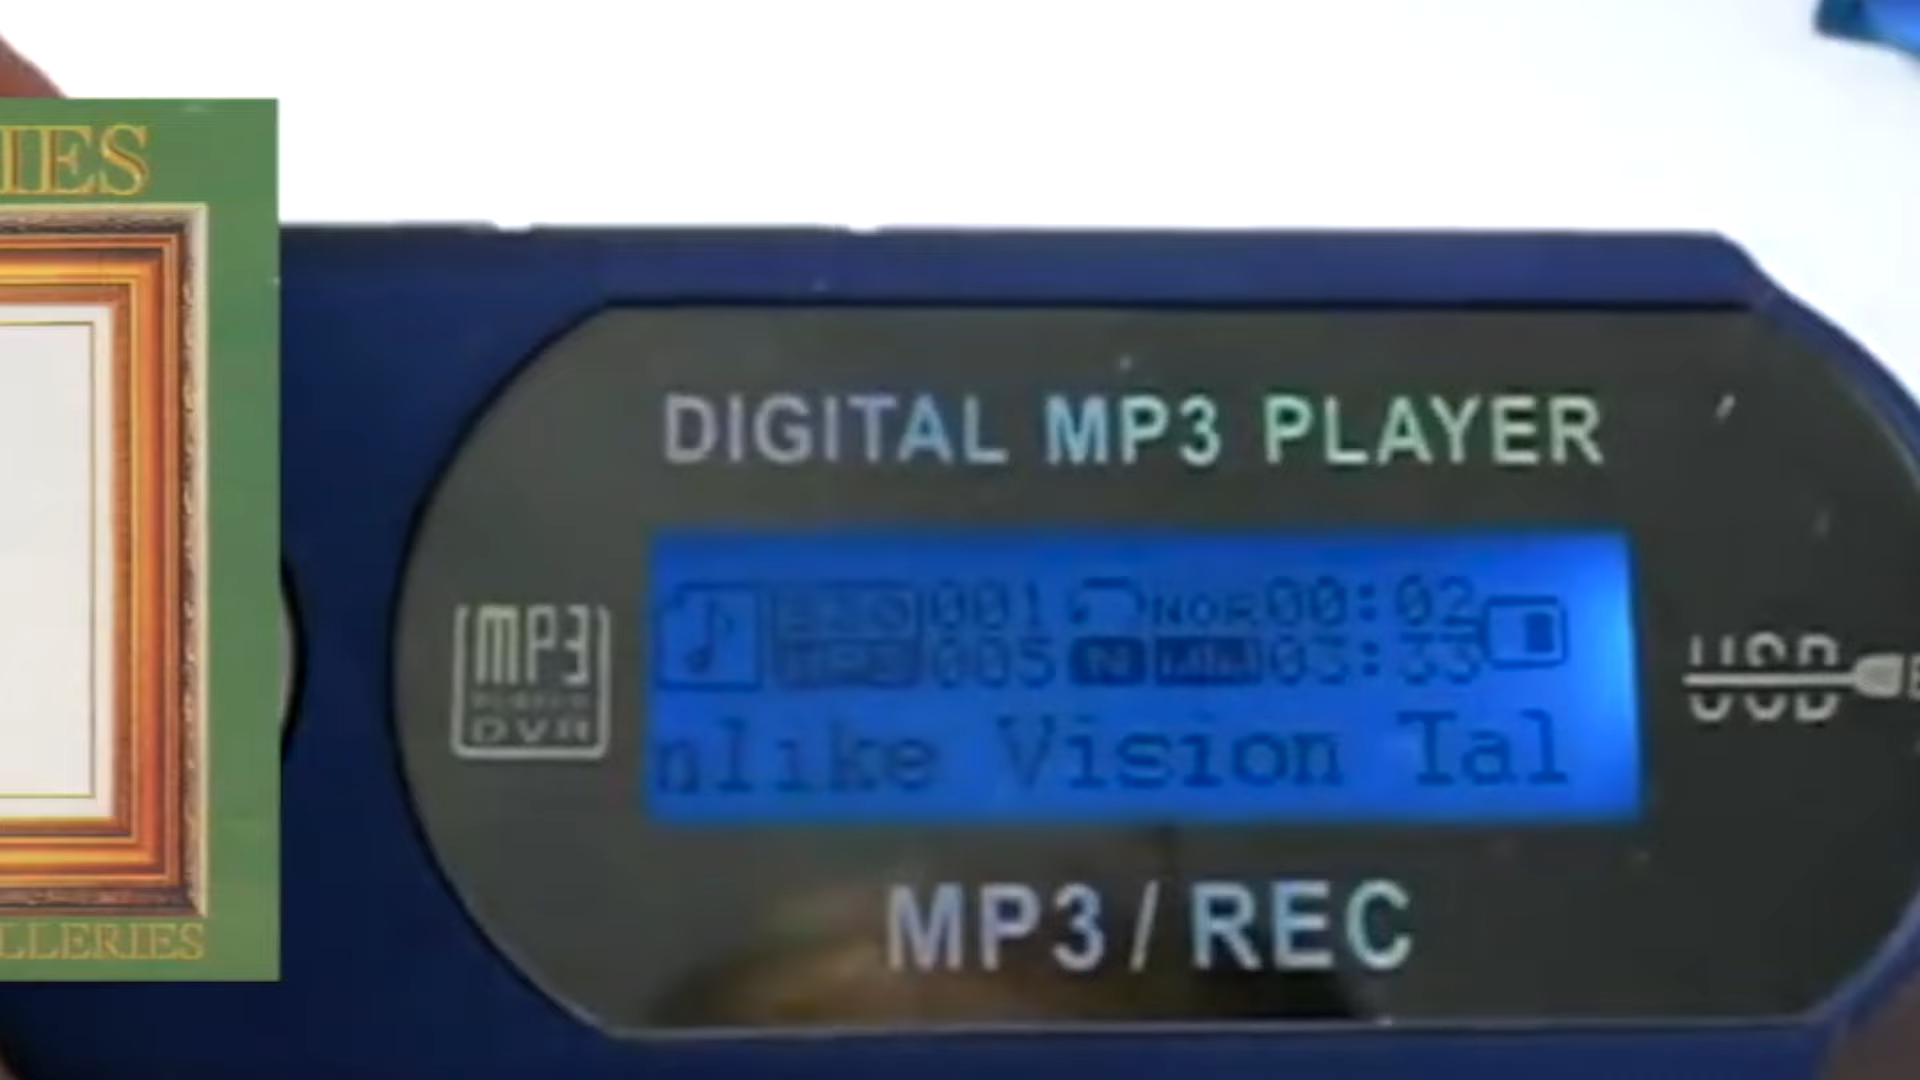 IES
LLERIES
DIGITAL MP3 PLAYER
MP3
DVR
001 NOR 00:02
MP3 005 N 03:33
nlike Vision Tal
USB
MP3/REC